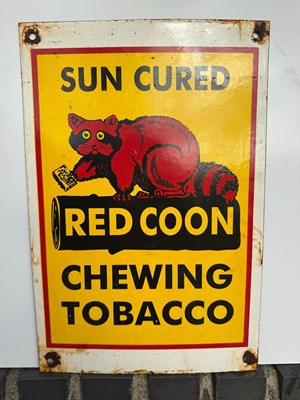 SUN CURED
RED COON
CHEWING
TOBACCO